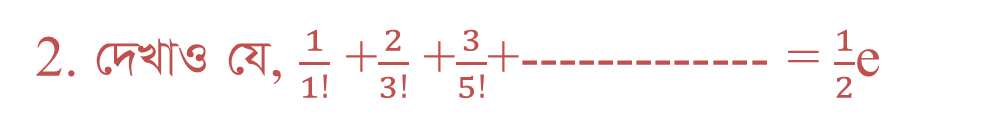 2. দেখাও যে, 1/1! + 2/3! + 3/5! + ------------- = 1/2 e